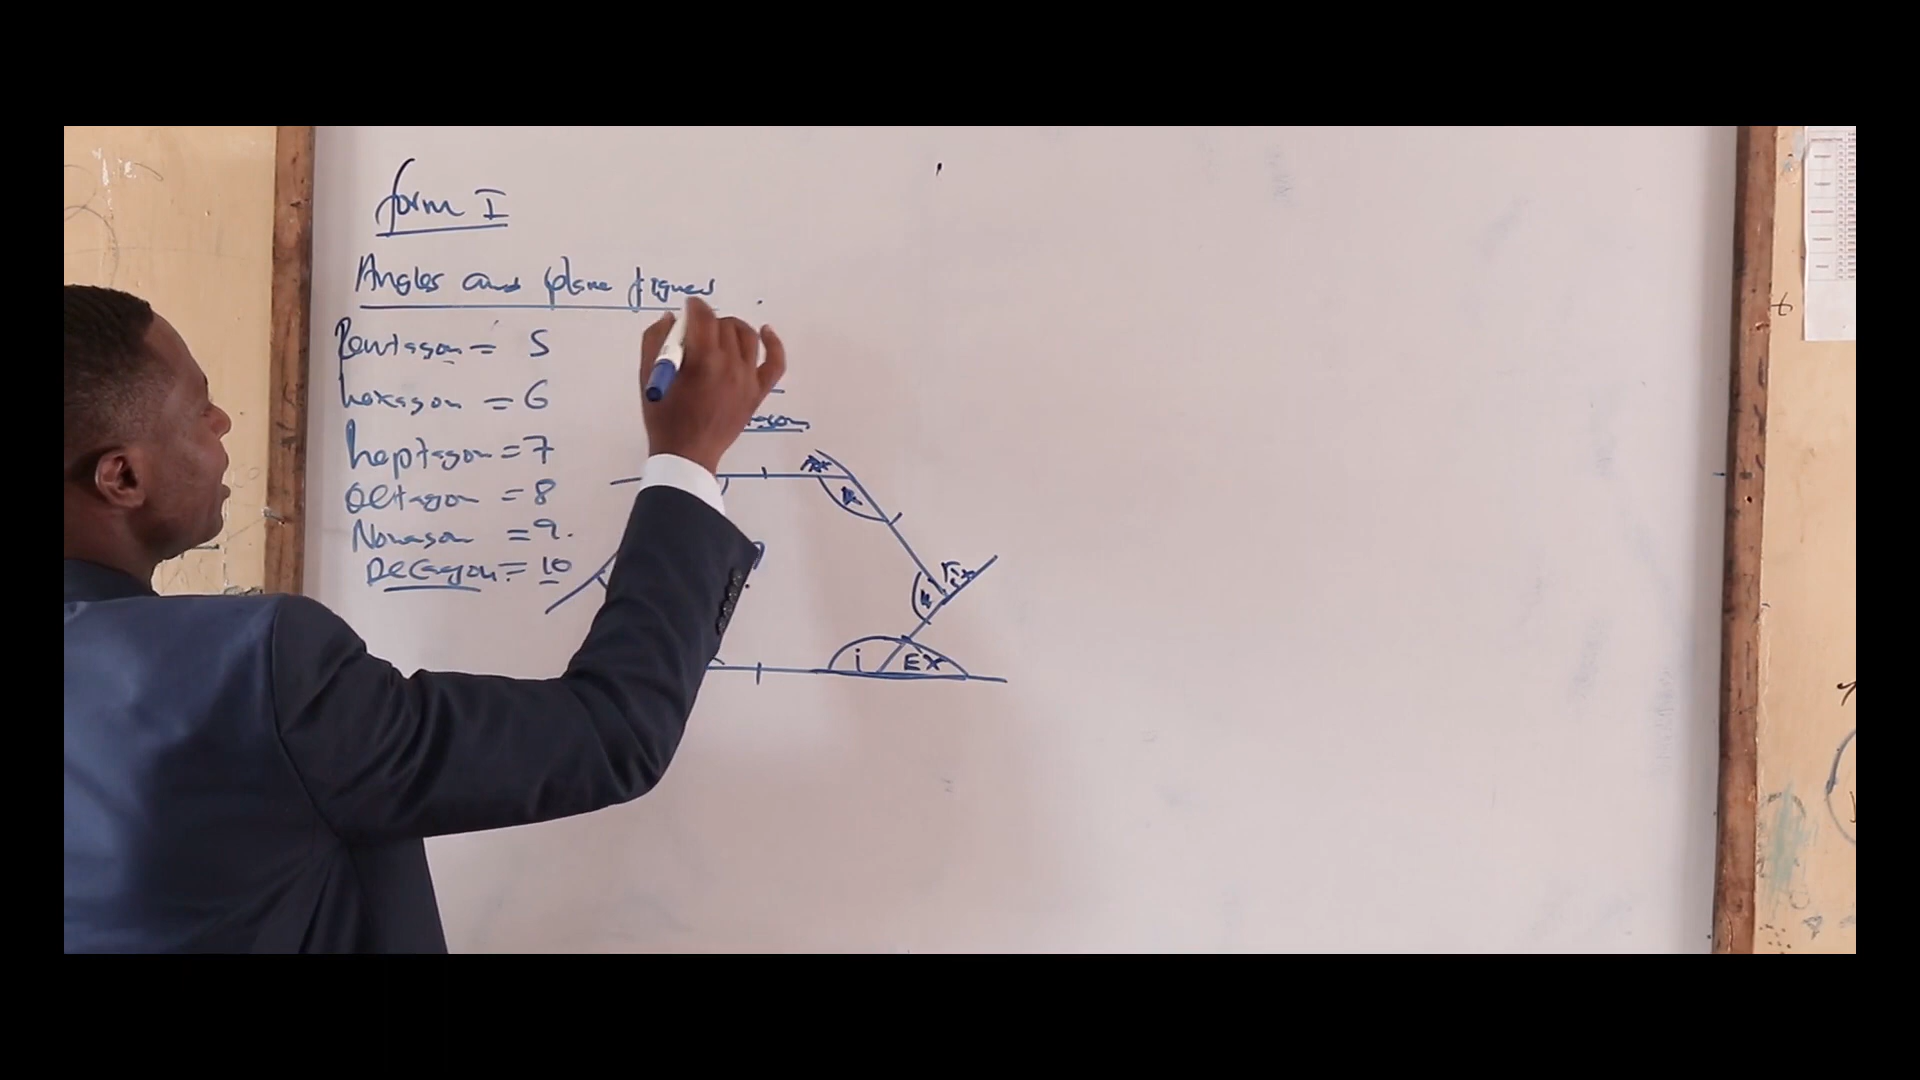 form I
Angles and plane figures
Pentagon = 5
hexagon = 6
heptagon = 7
Octagon = 8
Nonagon = 9.
Decagon = 10
i
EX